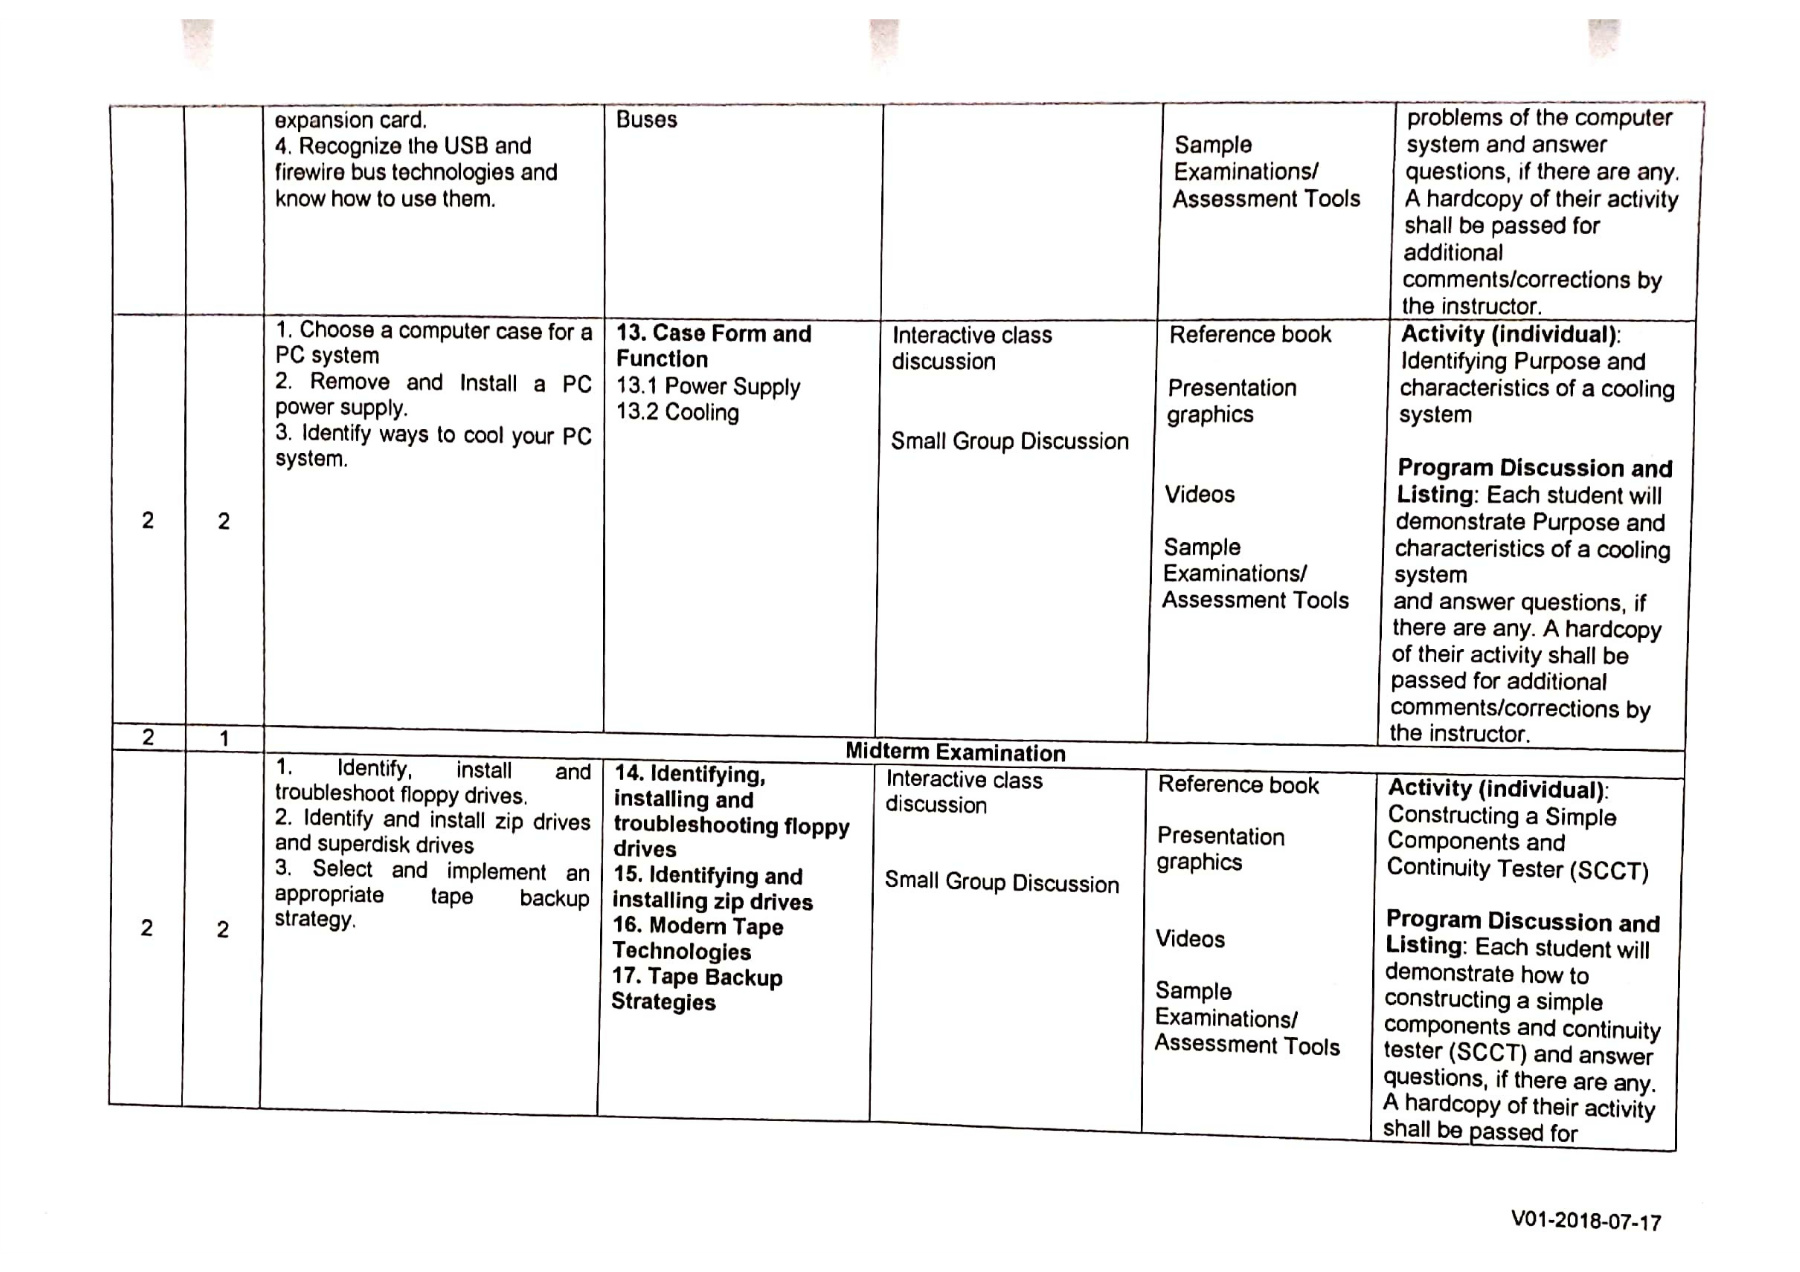 expansion card.
4. Recognize the USB and
firewire bus technologies and
know how to use them.
Buses
Sample
Examinations/
Assessment Tools
problems of the computer
system and answer
questions, if there are any.
A hardcopy of their activity
shall be passed for
additional
comments/corrections by
the instructor.
2
2
1. Choose a computer case for a
PC system
2. Remove and Install a PC
power supply.
3. Identify ways to cool your PC
system.
13. Case Form and
Function
13.1 Power Supply
13.2 Cooling
Interactive class
discussion
Small Group Discussion
Reference book
Presentation
graphics
Videos
Sample
Examinations/
Assessment Tools
Activity (individual):
Identifying Purpose and
characteristics of a cooling
system
Program Discussion and
Listing: Each student will
demonstrate Purpose and
characteristics of a cooling
system
and answer questions, if
there are any. A hardcopy
of their activity shall be
passed for additional
comments/corrections by
the instructor.
2
1
Midterm Examination
2
2
1. Identify, install and
troubleshoot floppy drives.
2. Identify and install zip drives
and superdisk drives
3. Select and implement an
appropriate tape backup
strategy.
14. Identifying,
installing and
troubleshooting floppy
drives
15. Identifying and
installing zip drives
16. Modern Tape
Technologies
17. Tape Backup
Strategies
Interactive class
discussion
Small Group Discussion
Reference book
Presentation
graphics
Videos
Sample
Examinations/
Assessment Tools
Activity (individual):
Constructing a Simple
Components and
Continuity Tester (SCCT)
Program Discussion and
Listing: Each student will
demonstrate how to
constructing a simple
components and continuity
tester (SCCT) and answer
questions, if there are any.
A hardcopy of their activity
shall be passed for
V01-2018-07-17